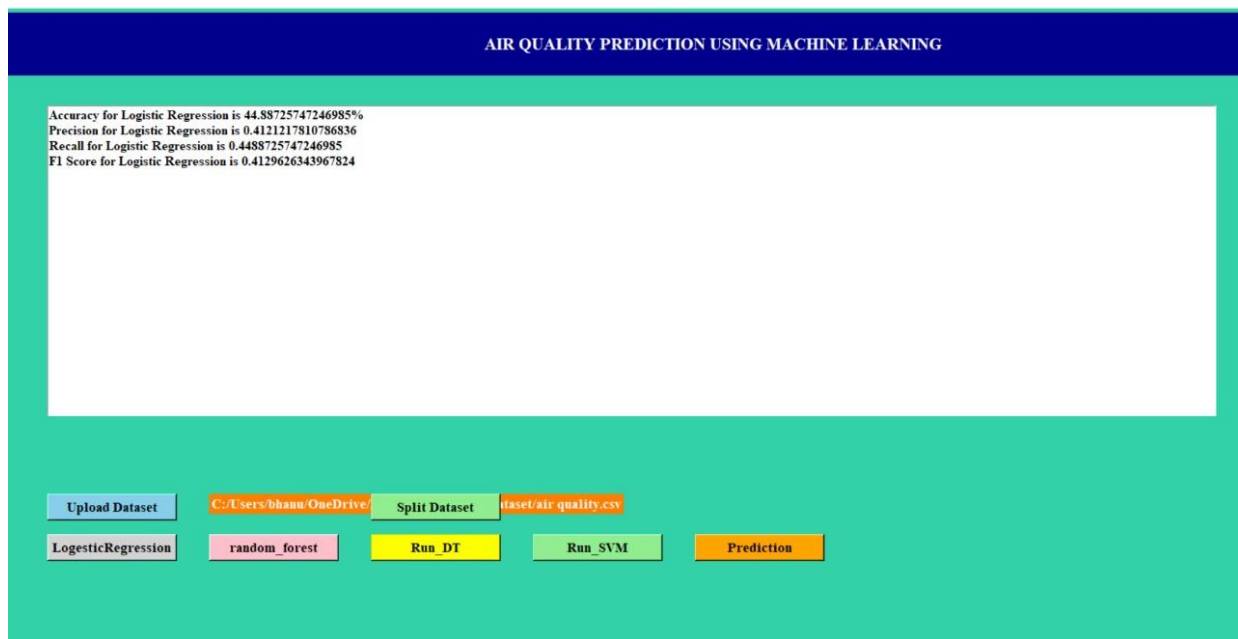 AIR QUALITY PREDICTION USING MACHINE LEARNING
Accuracy for Logistic Regression is 44.88725747246985%
Precision for Logistic Regression is 0.4121217810786836
Recall for Logistic Regression is 0.4488725747246985
F1 Score for Logistic Regression is 0.4129626343967824
Upload Dataset C:/Users/bhanu/OneDrive/ Split Dataset taset/air quality.csv
LogesticRegression random_forest Run_DT Run_SVM Prediction